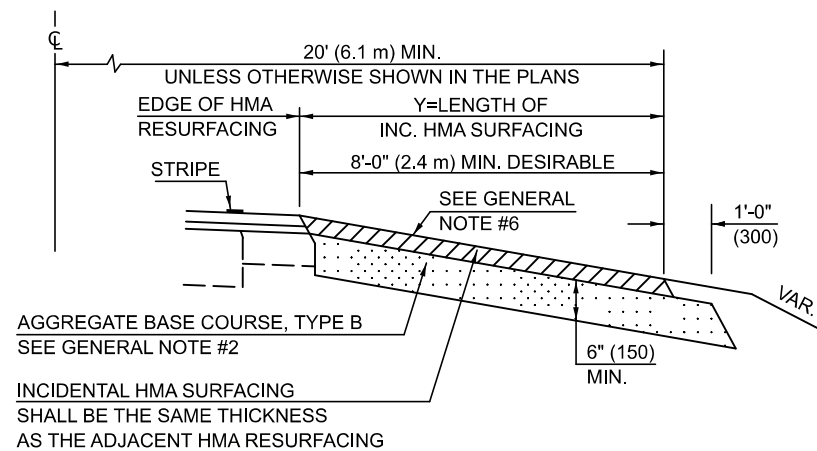 ℄
20' (6.1 m) MIN.
UNLESS OTHERWISE SHOWN IN THE PLANS
EDGE OF HMA
RESURFACING
Y=LENGTH OF
INC. HMA SURFACING
8'-0" (2.4 m) MIN. DESIRABLE
STRIPE
SEE GENERAL
NOTE #6
1'-0"
(300)
VAR.
AGGREGATE BASE COURSE, TYPE B
SEE GENERAL NOTE #2
6" (150)
MIN.
INCIDENTAL HMA SURFACING
SHALL BE THE SAME THICKNESS
AS THE ADJACENT HMA RESURFACING